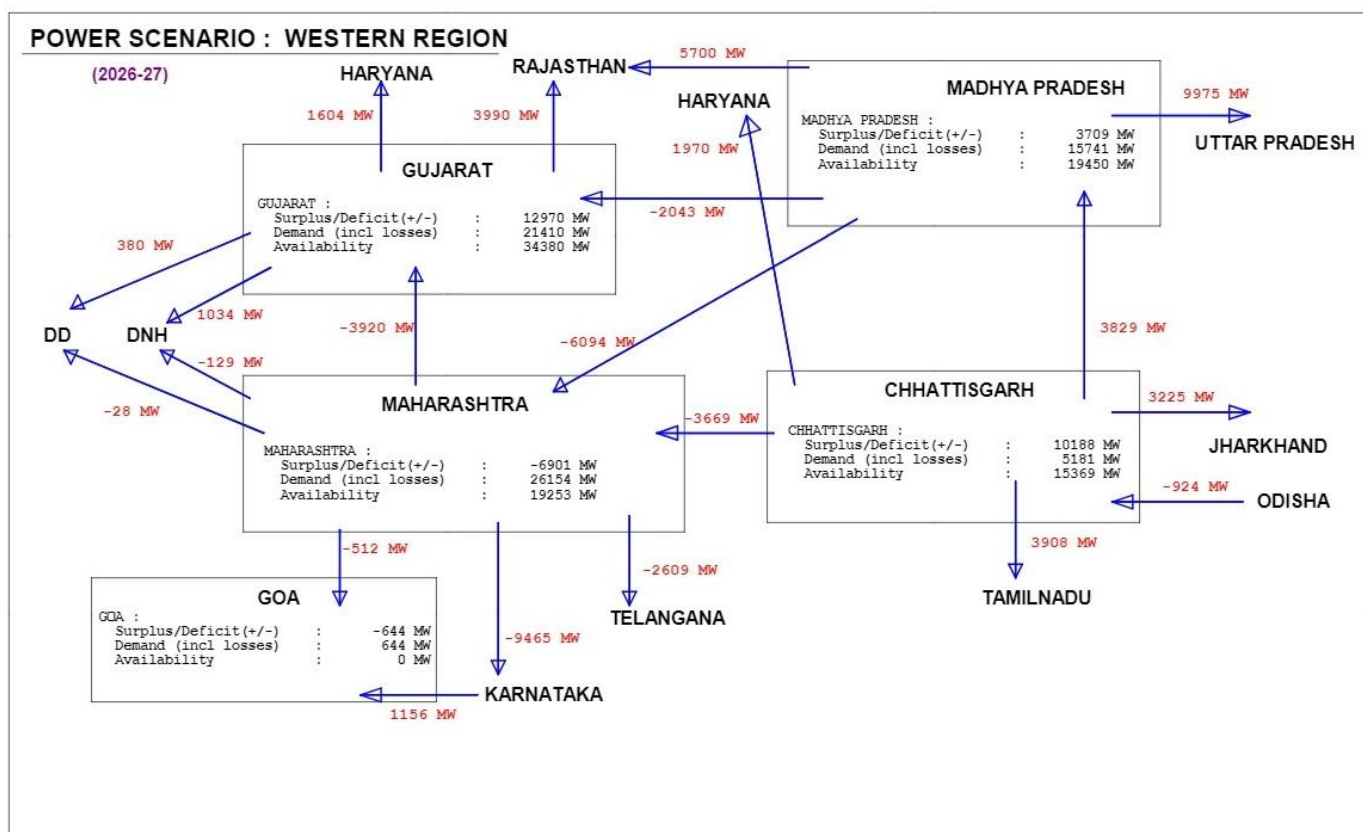 POWER SCENARIO : WESTERN REGION
(2026-27)
HARYANA
RAJASTHAN
5700 MW
HARYANA
1604 MW
3990 MW
1970 MW
MADHYA PRADESH
MADHYA PRADESH :
Surplus/Deficit(+/-) : 3709 MW
Demand (incl losses) : 15741 MW
Availability : 19450 MW
9975 MW
UTTAR PRADESH
GUJARAT
GUJARAT :
Surplus/Deficit(+/-) : 12970 MW
Demand (incl losses) : 21410 MW
Availability : 34380 MW
-2043 MW
380 MW
1034 MW
DD
DNH
-3920 MW
-6094 MW
3829 MW
-129 MW
-28 MW
MAHARASHTRA
MAHARASHTRA :
Surplus/Deficit(+/-) : -6901 MW
Demand (incl losses) : 26154 MW
Availability : 19253 MW
-3669 MW
CHHATTISGARH
CHHATTISGARH :
Surplus/Deficit(+/-) : 10188 MW
Demand (incl losses) : 5181 MW
Availability : 15369 MW
3225 MW
JHARKHAND
-924 MW
ODISHA
3908 MW
TAMILNADU
-512 MW
-2609 MW
TELANGANA
-9465 MW
GOA
GOA :
Surplus/Deficit(+/-) : -644 MW
Demand (incl losses) : 644 MW
Availability : 0 MW
KARNATAKA
1156 MW